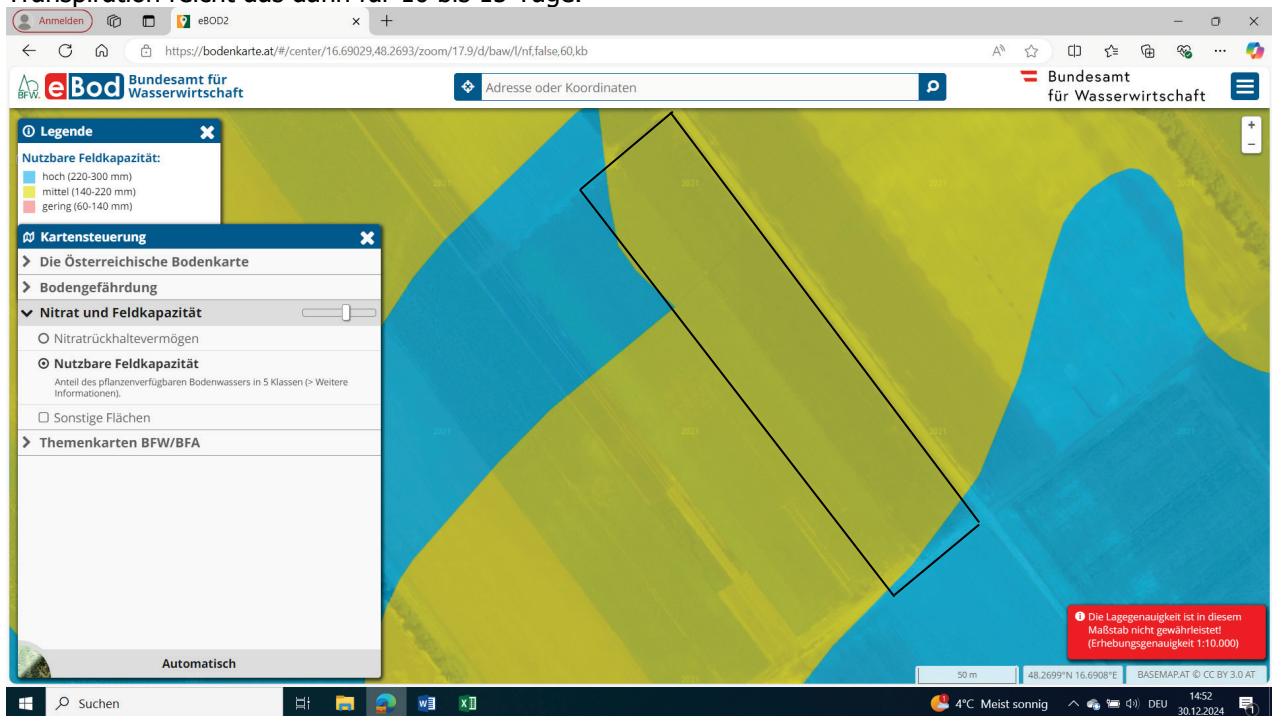 Transpiration reicht aus dann für 10 bis 15 Tage.
Anmelden
eBOD2
https://bodenkarte.at/#/center/16.69029,48.2693/zoom/17.9/d/baw/l/nf,false,60,kb
BFW.
eBod
Bundesamt für
Wasserwirtschaft
Adresse oder Koordinaten
Bundesamt
für Wasserwirtschaft
Legende
Nutzbare Feldkapazität:
hoch (220-300 mm)
mittel (140-220 mm)
gering (60-140 mm)
Kartensteuerung
Die Österreichische Bodenkarte
Bodengefährdung
Nitrat und Feldkapazität
Nitratrückhaltevermögen
Nutzbare Feldkapazität
Anteil des pflanzenverfügbaren Bodenwassers in 5 Klassen (> Weitere
Informationen).
Sonstige Flächen
Themenkarten BFW/BFA
Automatisch
2021
2021
2021
2021
2021
2021
2021
2021
Die Lagegenauigkeit ist in diesem
Maßstab nicht gewährleistet!
(Erhebungsgenauigkeit 1:10.000)
50 m
48.2699°N 16.6908°E
BASEMAP.AT © CC BY 3.0 AT
Suchen
4°C Meist sonnig
DEU
14:52
30.12.2024